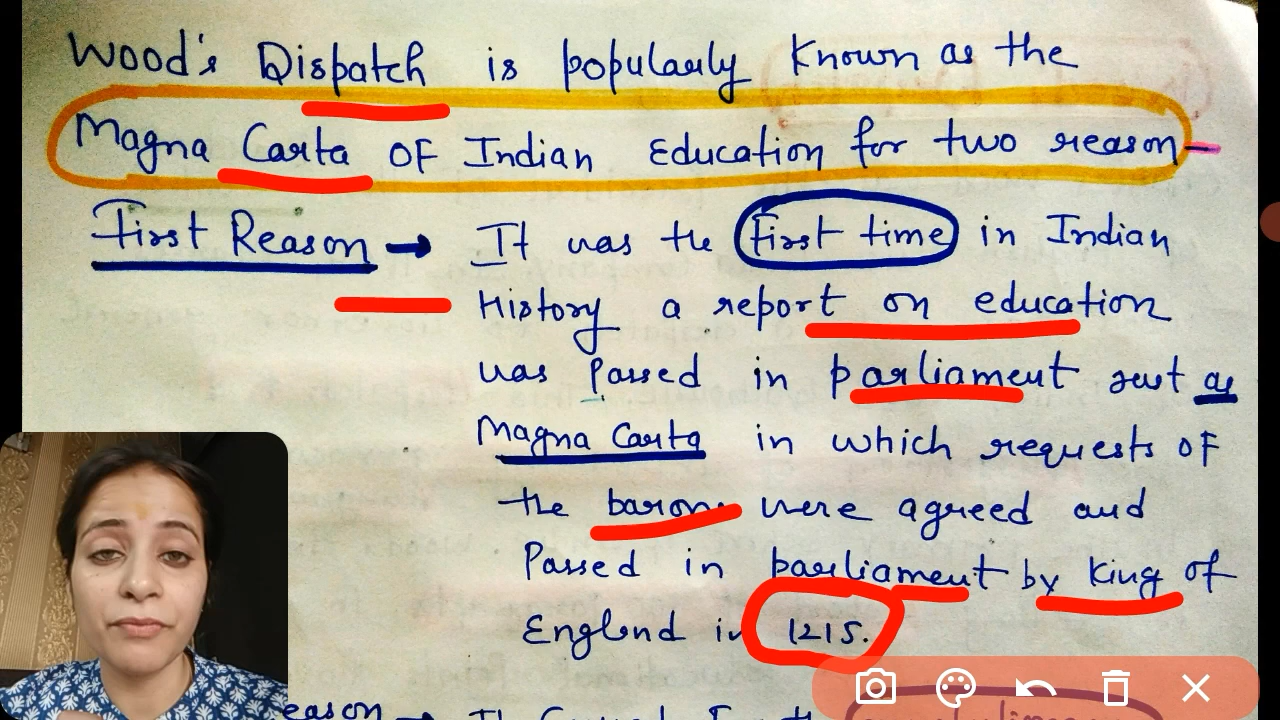 Wood's Dispatch is popularly known as the
Magna Carta OF Indian Education for two reason-
First Reason → It was the First time in Indian
History a report on education
was passed in parliament just as
Magna Carta in which requests of
the barons were agreed and
Passed in parliament by King of
England in 1215.
eason →